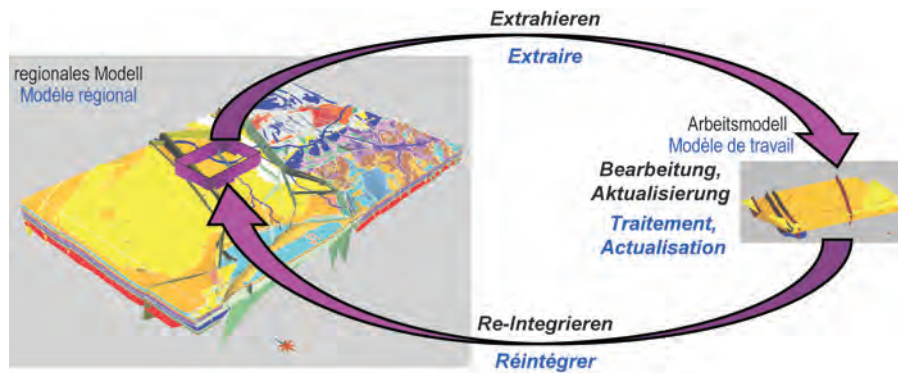 Extrahieren
Extraire
regionales Modell
Modèle régional
Arbeitsmodell
Modèle de travail
Bearbeitung,
Aktualisierung
Traitement,
Actualisation
Re-Integrieren
Réintégrer